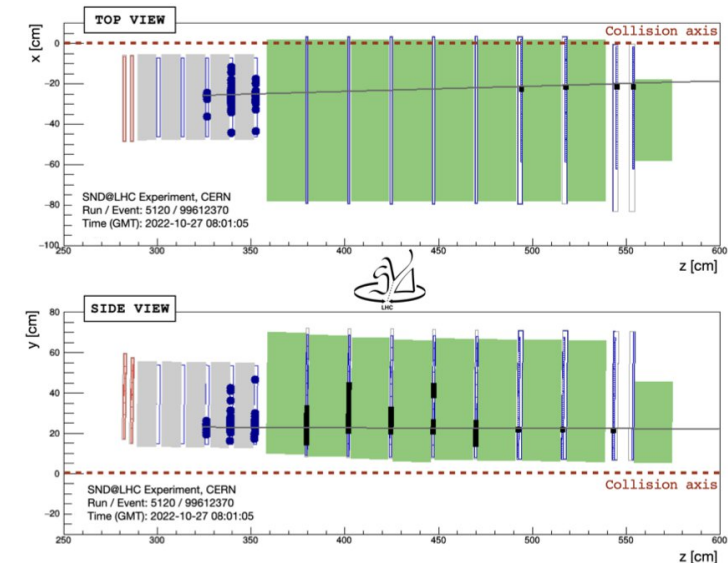 TOP VIEW
x [cm]
Collision axis
0
−20
−40
−60
−80
−100
SND@LHC Experiment, CERN
Run / Event: 5120 / 99612370
Time (GMT): 2022-10-27 08:01:05
250 300 350 400 450 500 550 600
z [cm]
LHC
SIDE VIEW
y [cm]
80
60
40
20
0
−20
−40
Collision axis
SND@LHC Experiment, CERN
Run / Event: 5120 / 99612370
Time (GMT): 2022-10-27 08:01:05
250 300 350 400 450 500 550 600
z [cm]